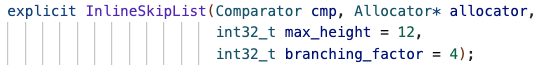 explicit InlineSkipList(Comparator cmp, Allocator* allocator,
int32_t max_height = 12,
int32_t branching_factor = 4);